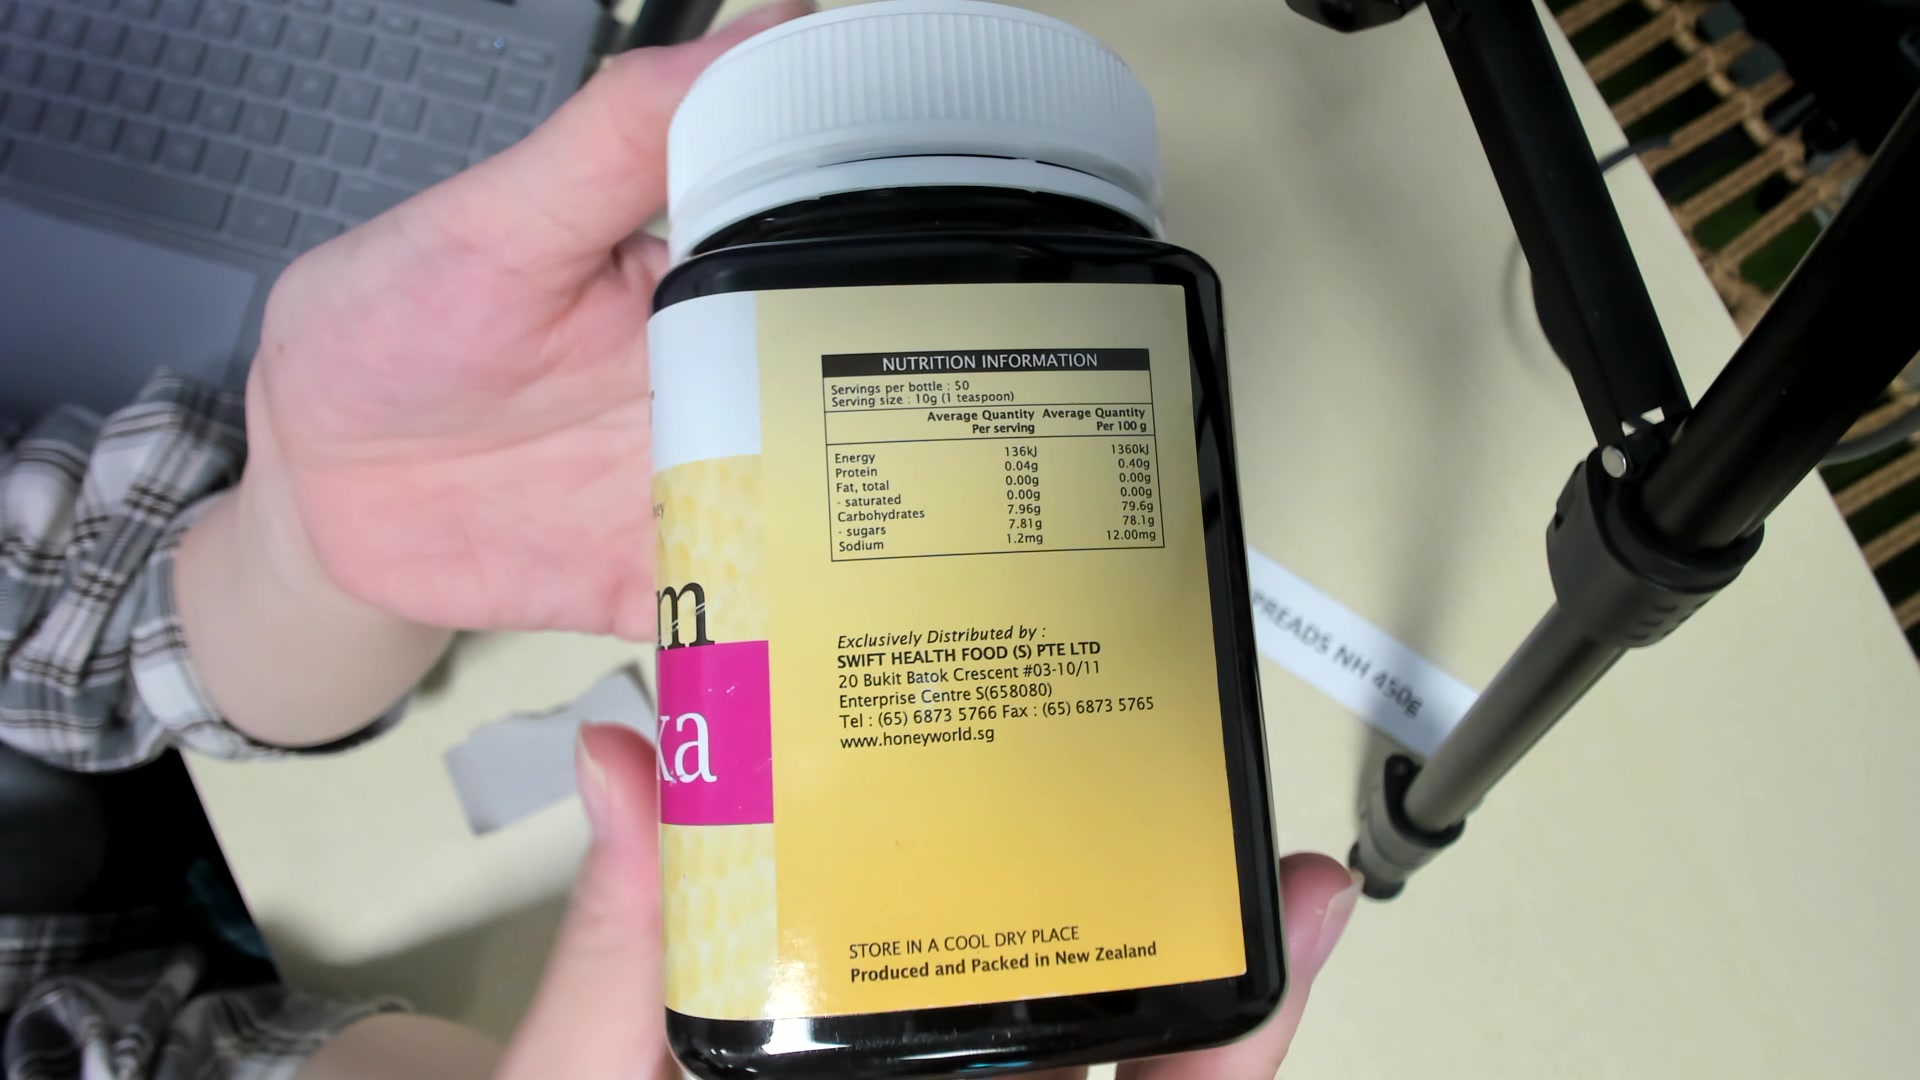 NUTRITION INFORMATION
Servings per bottle : 50
Serving size : 10g (1 teaspoon)
Average Quantity Per serving Average Quantity Per 100 g
Energy 136kJ 1360kJ
Protein 0.04g 0.40g
Fat, total 0.00g 0.00g
- saturated 0.00g 0.00g
Carbohydrates 7.96g 79.6g
- sugars 7.81g 78.1g
Sodium 1.2mg 12.00mg
Exclusively Distributed by :
SWIFT HEALTH FOOD (S) PTE LTD
20 Bukit Batok Crescent #03-10/11
Enterprise Centre S(658080)
Tel : (65) 6873 5766 Fax : (65) 6873 5765
www.honeyworld.sg
STORE IN A COOL DRY PLACE
Produced and Packed in New Zealand
m
ka
PREADS NH 450g